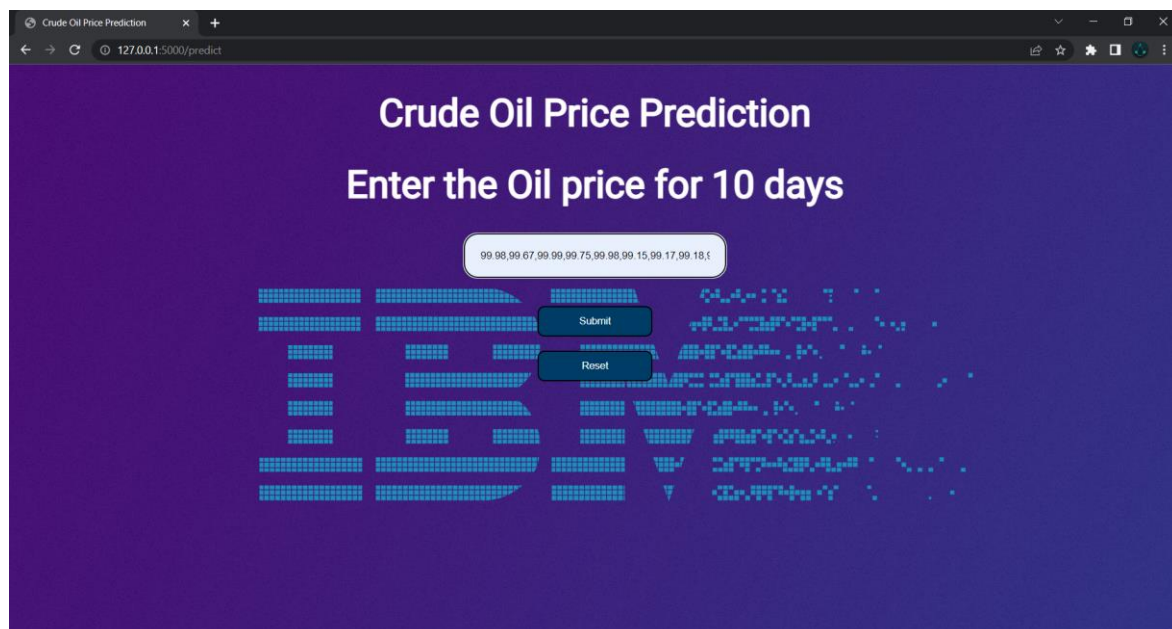 Crude Oil Price Prediction
127.0.0.1:5000/predict
Crude Oil Price Prediction
Enter the Oil price for 10 days
99.98,99.67,99.99,99.75,99.98,99.15,99.17,99.18,
Submit
Reset
IBM